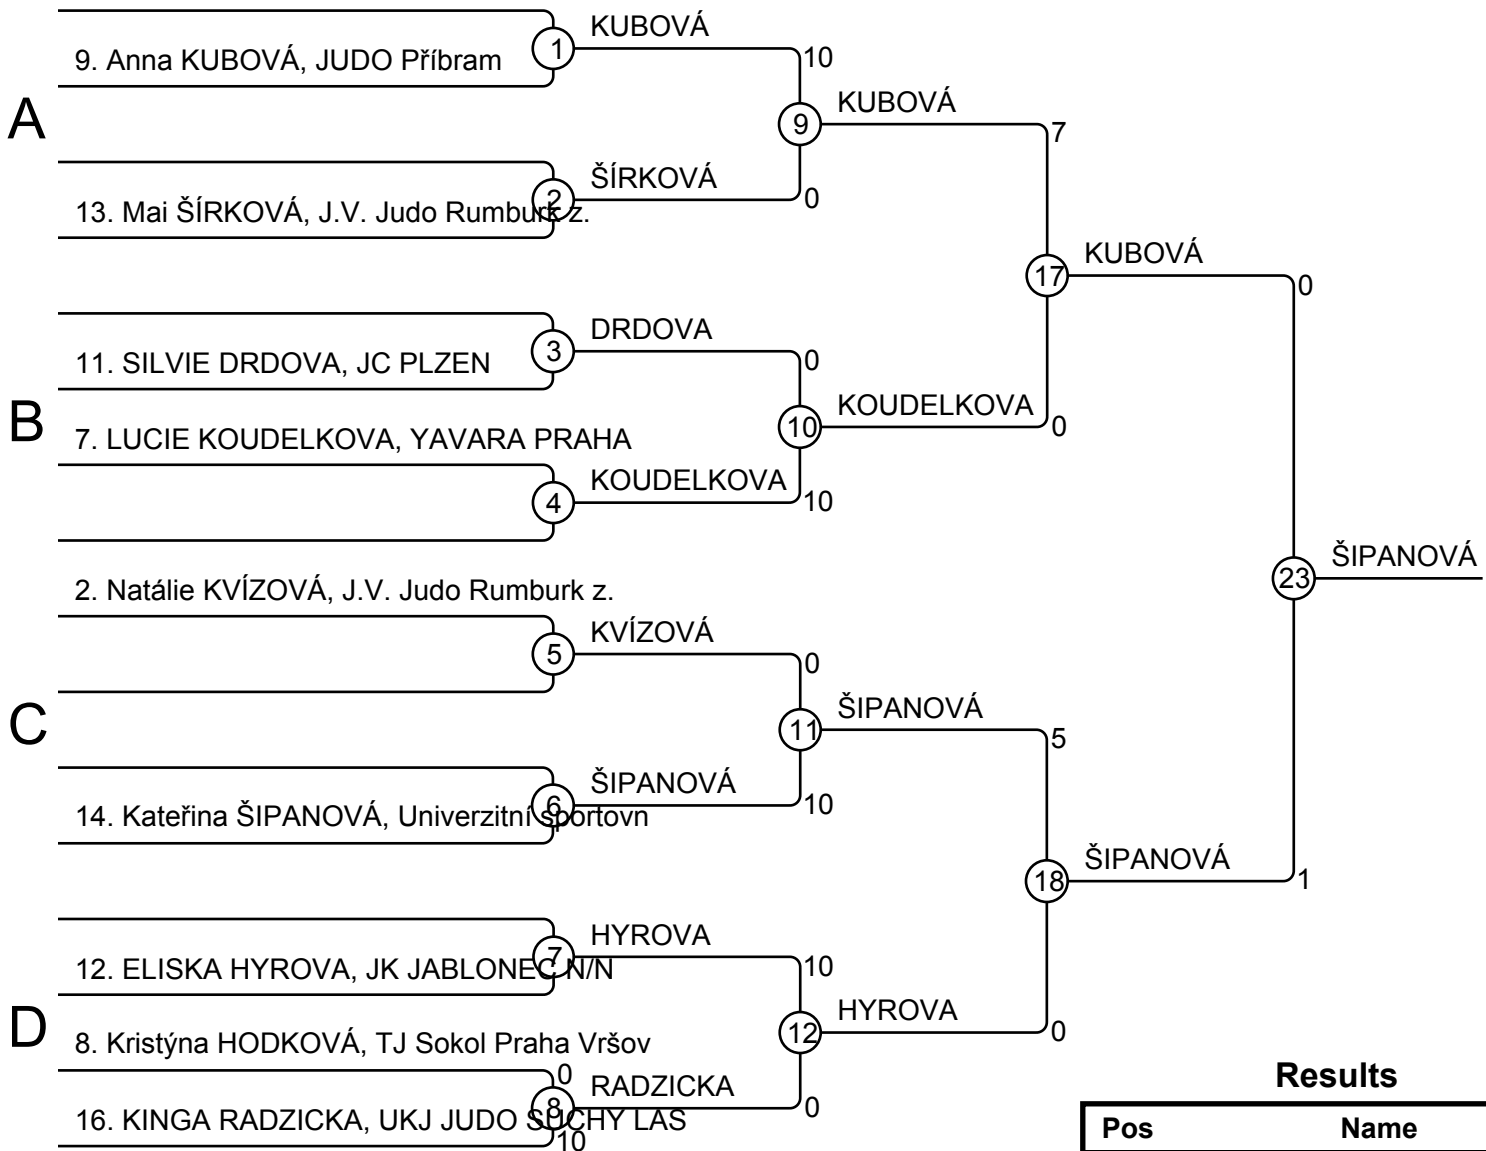 KUBOVÁ
9. Anna KUBOVÁ, JUDO Příbram
1
10
A
9
KUBOVÁ
7
13. Mai ŠÍRKOVÁ, J.V. Judo Rumburk z.
2
ŠÍRKOVÁ
0
17
KUBOVÁ
0
11. SILVIE DRDOVA, JC PLZEN
3
DRDOVA
0
B
7. LUCIE KOUDELKOVA, YAVARA PRAHA
10
KOUDELKOVA
0
4
KOUDELKOVA
10
23
ŠIPANOVÁ
2. Natálie KVÍZOVÁ, J.V. Judo Rumburk z.
5
KVÍZOVÁ
0
C
11
ŠIPANOVÁ
5
14. Kateřina ŠIPANOVÁ, Univerzitní sportovn
6
ŠIPANOVÁ
10
18
ŠIPANOVÁ
1
12. ELISKA HYROVA, JK JABLONEC N/N
7
HYROVA
10
D
8. Kristýna HODKOVÁ, TJ Sokol Praha Vršov
12
HYROVA
0
0
16. KINGA RADZICKA, UKJ JUDO SUCHY LAS
8
RADZICKA
0
10
Results
Pos Name